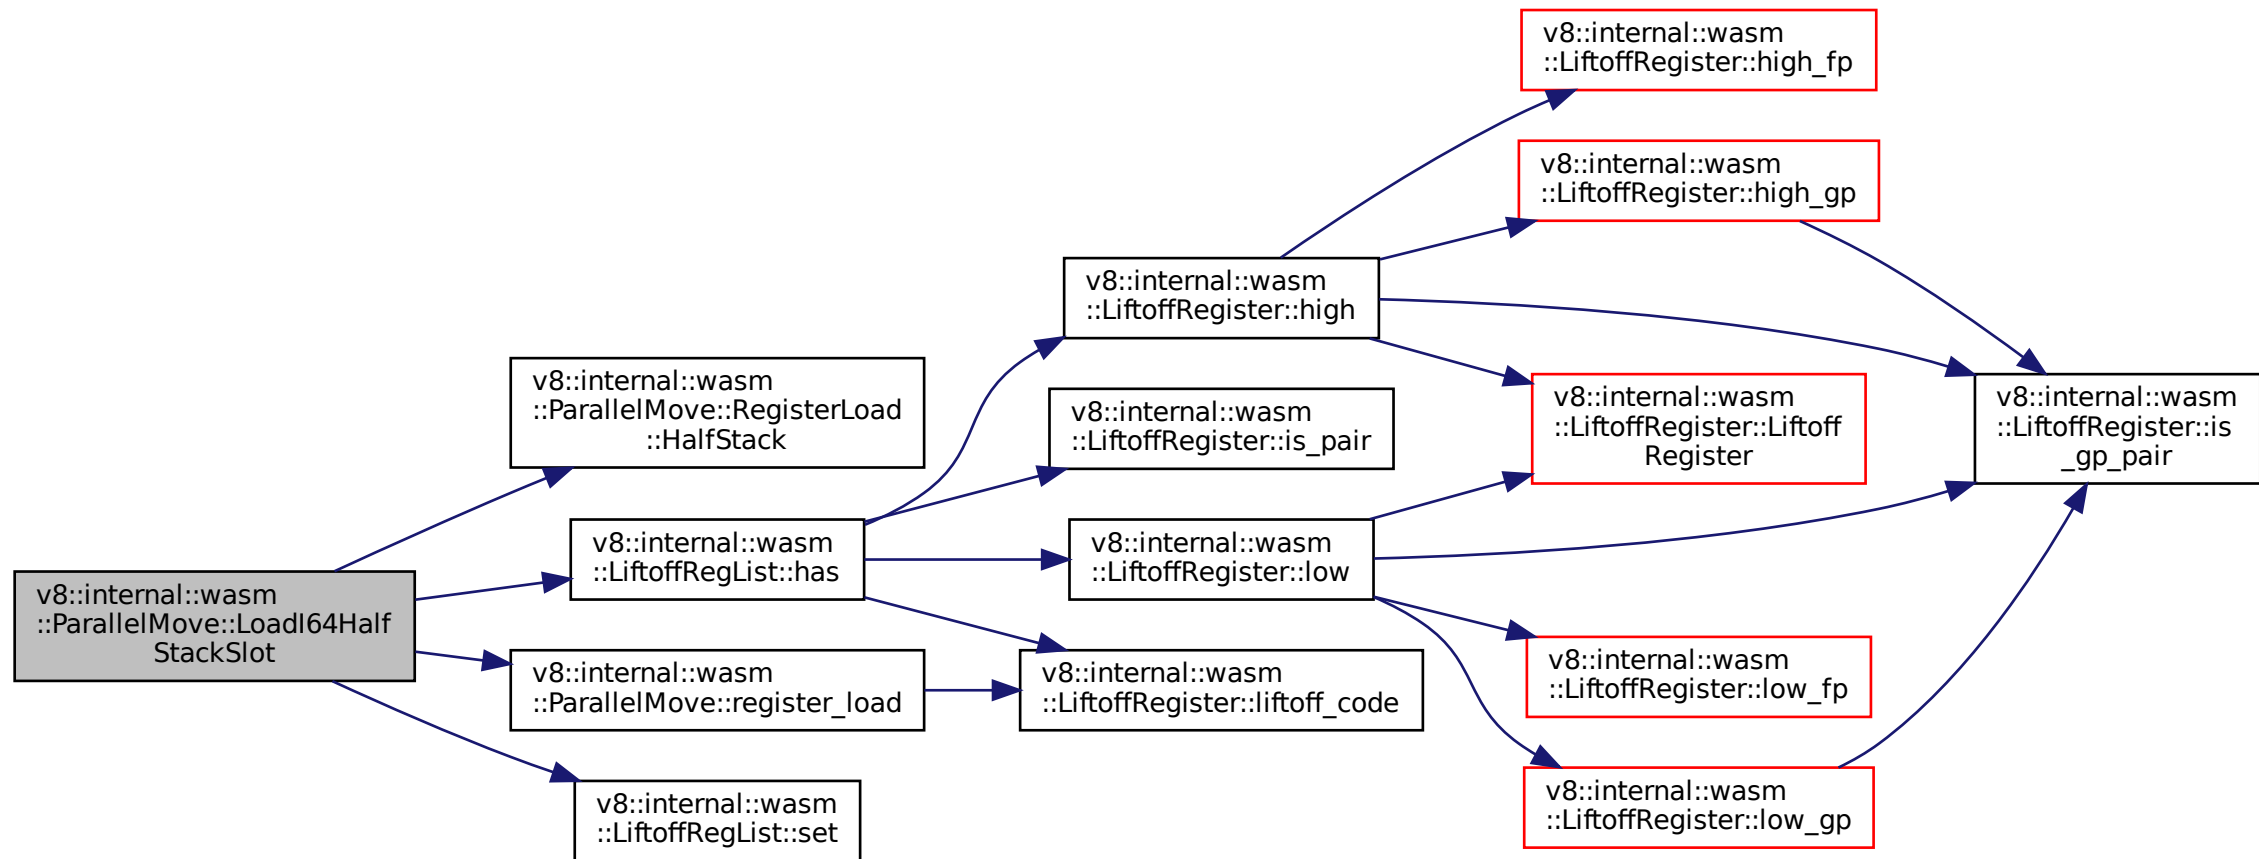 v8::internal::wasm
::ParallelMove::LoadI64Half
StackSlot
v8::internal::wasm
::ParallelMove::RegisterLoad
::HalfStack
v8::internal::wasm
::LiftoffRegList::has
v8::internal::wasm
::ParallelMove::register_load
v8::internal::wasm
::LiftoffRegList::set
v8::internal::wasm
::LiftoffRegister::high
v8::internal::wasm
::LiftoffRegister::is_pair
v8::internal::wasm
::LiftoffRegister::low
v8::internal::wasm
::LiftoffRegister::liftoff_code
v8::internal::wasm
::LiftoffRegister::high_fp
v8::internal::wasm
::LiftoffRegister::high_gp
v8::internal::wasm
::LiftoffRegister::Liftoff
Register
v8::internal::wasm
::LiftoffRegister::low_fp
v8::internal::wasm
::LiftoffRegister::low_gp
v8::internal::wasm
::LiftoffRegister::is
_gp_pair